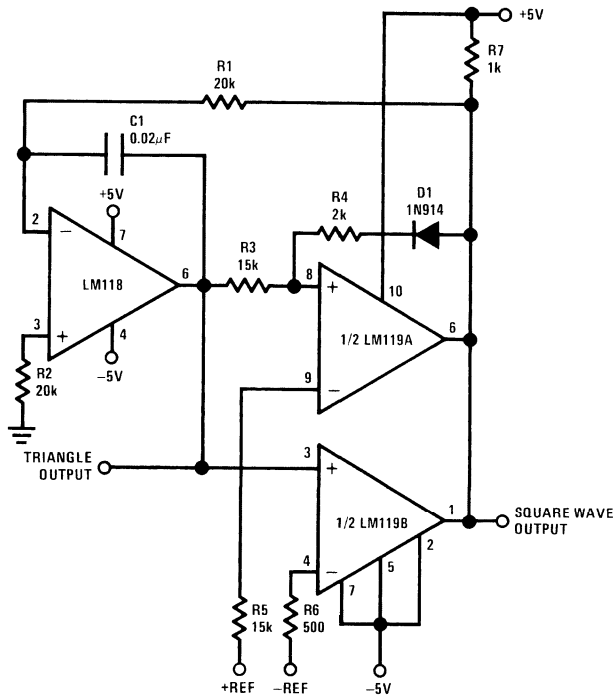 +5V
R7
1k
R1
20k
C1
0.02μF
+5V
7
2
−
LM118
6
3
+
4
−5V
R2
20k
R3
15k
R4
2k
D1
1N914
8
+
10
1/2 LM119A
6
9
−
TRIANGLE
OUTPUT
3
+
1/2 LM119B
1
2
SQUARE WAVE
OUTPUT
4
−
5
7
R5
15k
R6
500
+REF
−REF
−5V